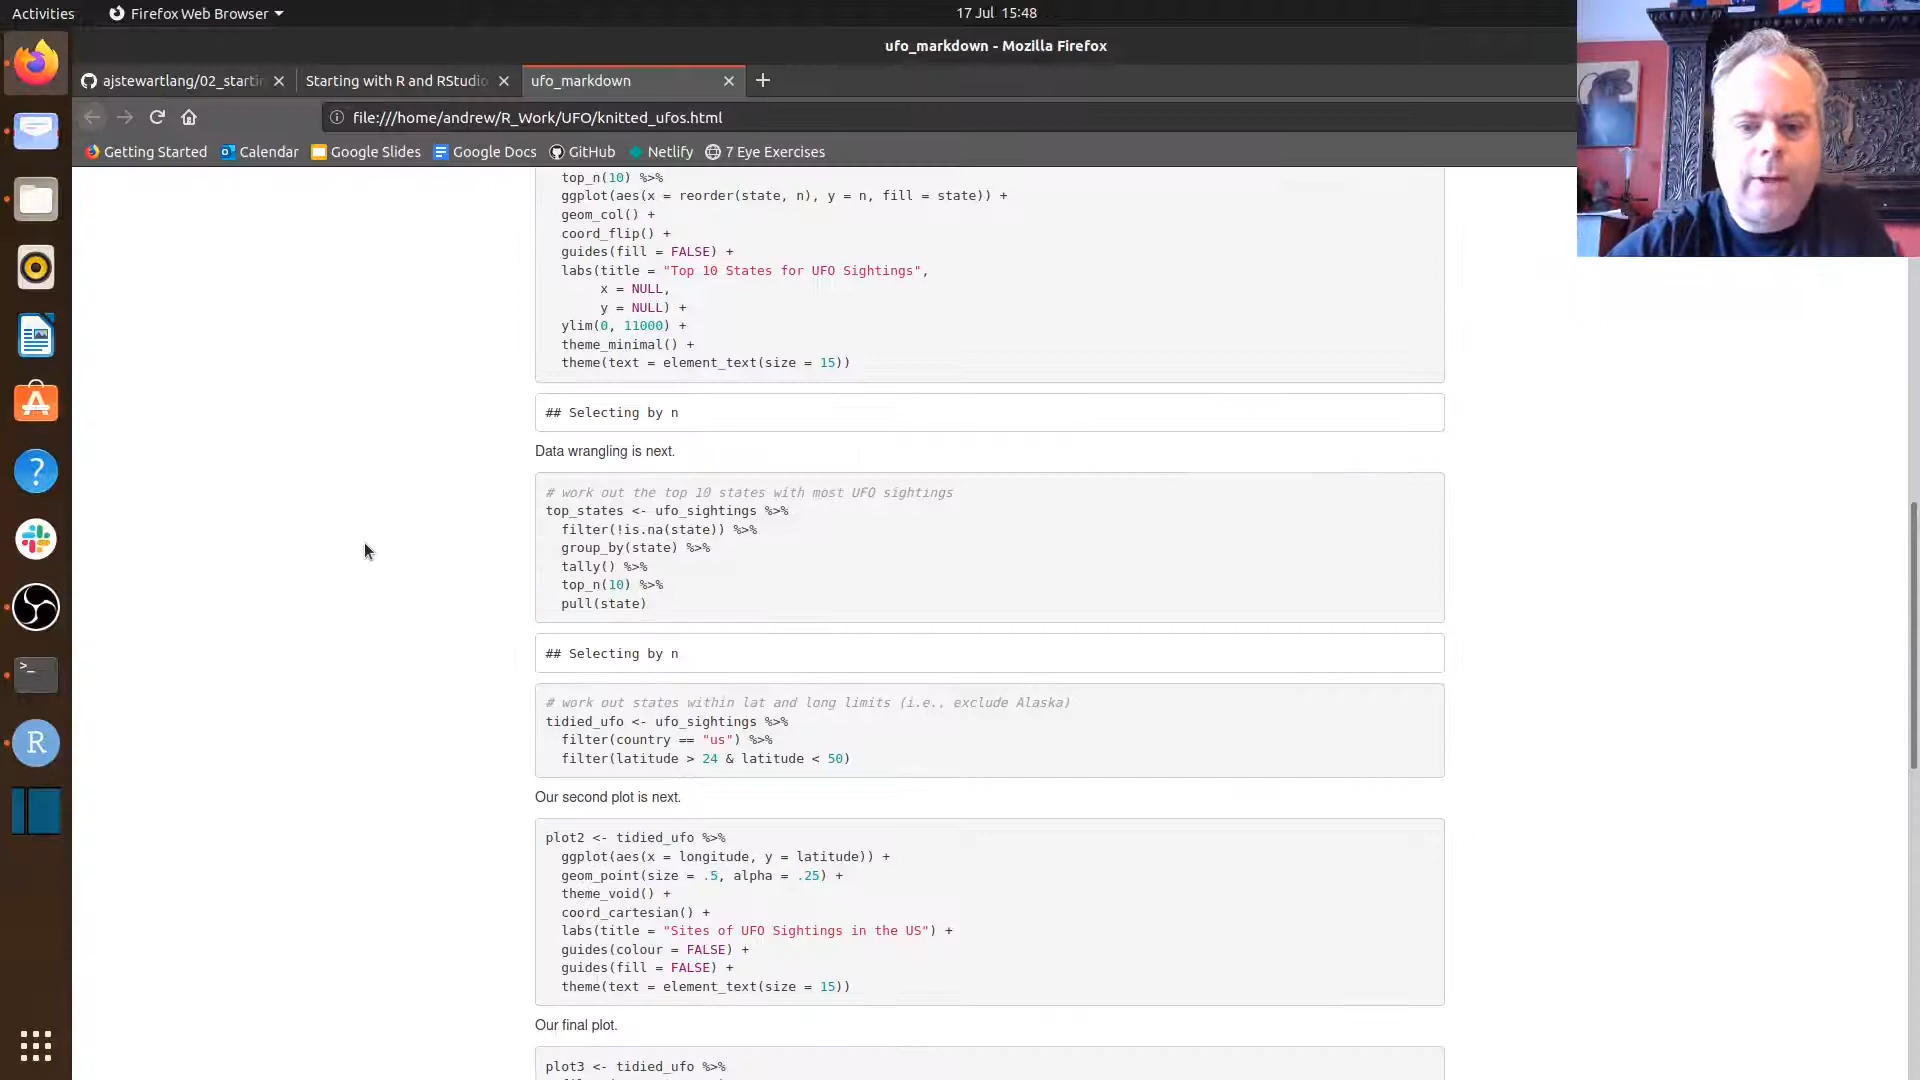 Activities
Firefox Web Browser
17 Jul 15:48
ufo_markdown - Mozilla Firefox
ajstewartlang/02_starti
Starting with R and RStudio
ufo_markdown
file:///home/andrew/R_Work/UFO/knitted_ufos.html
Getting Started
Calendar
Google Slides
Google Docs
GitHub
Netlify
7 Eye Exercises
top_n(10) %>%
ggplot(aes(x = reorder(state, n), y = n, fill = state)) +
geom_col() +
coord_flip() +
guides(fill = FALSE) +
labs(title = "Top 10 States for UFO Sightings",
x = NULL,
y = NULL) +
ylim(0, 11000) +
theme_minimal() +
theme(text = element_text(size = 15))
## Selecting by n
Data wrangling is next.
# work out the top 10 states with most UFO sightings
top_states <- ufo_sightings %>%
filter(!is.na(state)) %>%
group_by(state) %>%
tally() %>%
top_n(10) %>%
pull(state)
## Selecting by n
# work out states within lat and long limits (i.e., exclude Alaska)
tidied_ufo <- ufo_sightings %>%
filter(country == "us") %>%
filter(latitude > 24 & latitude < 50)
Our second plot is next.
plot2 <- tidied_ufo %>%
ggplot(aes(x = longitude, y = latitude)) +
geom_point(size = .5, alpha = .25) +
theme_void() +
coord_cartesian() +
labs(title = "Sites of UFO Sightings in the US") +
guides(colour = FALSE) +
guides(fill = FALSE) +
theme(text = element_text(size = 15))
Our final plot.
plot3 <- tidied_ufo %>%